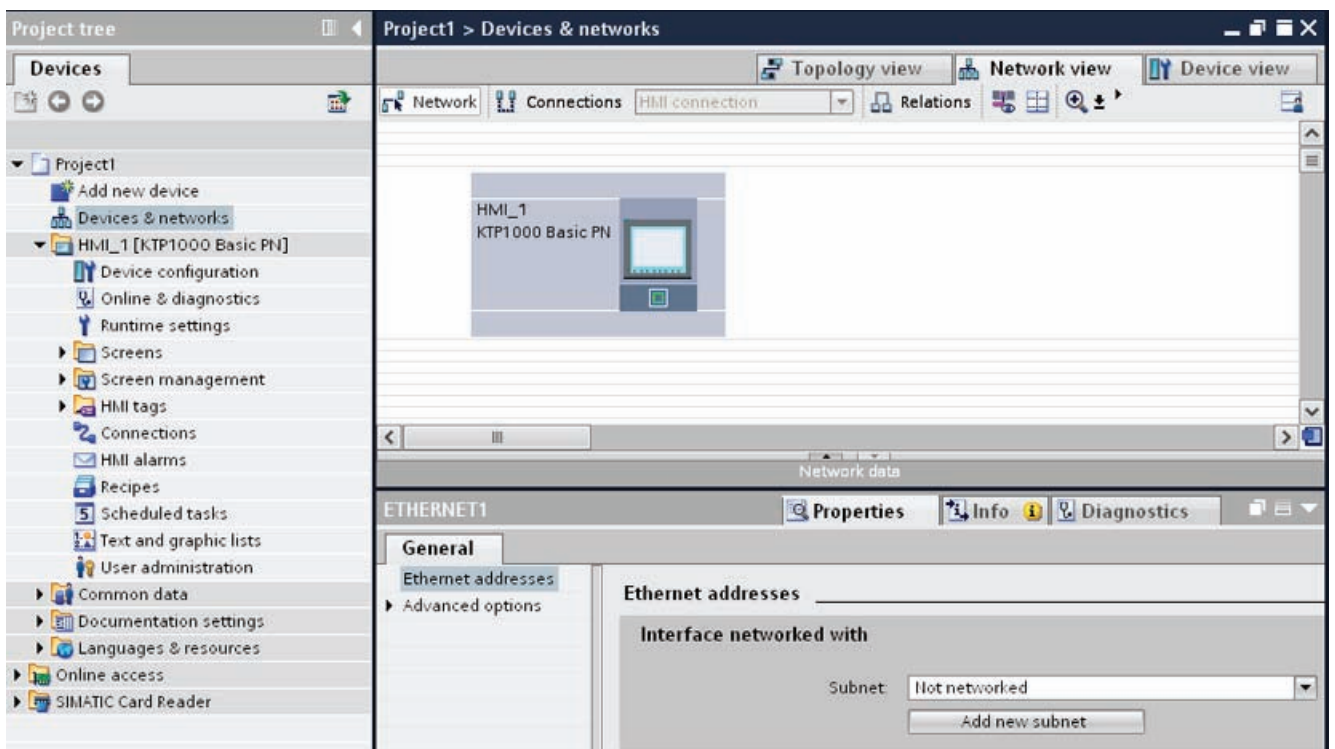 Project tree
Devices
Project1
Add new device
Devices & networks
HMI_1 [KTP1000 Basic PN]
Device configuration
Online & diagnostics
Runtime settings
Screens
Screen management
HMI tags
Connections
HMI alarms
Recipes
Scheduled tasks
Text and graphic lists
User administration
Common data
Documentation settings
Languages & resources
Online access
SIMATIC Card Reader
Project1 > Devices & networks
Topology view Network view Device view
Network Connections HMI connection Relations
HMI_1
KTP1000 Basic PN
Network data
ETHERNET1 Properties Info Diagnostics
General
Ethernet addresses
Advanced options
Ethernet addresses
Interface networked with
Subnet: Not networked
Add new subnet